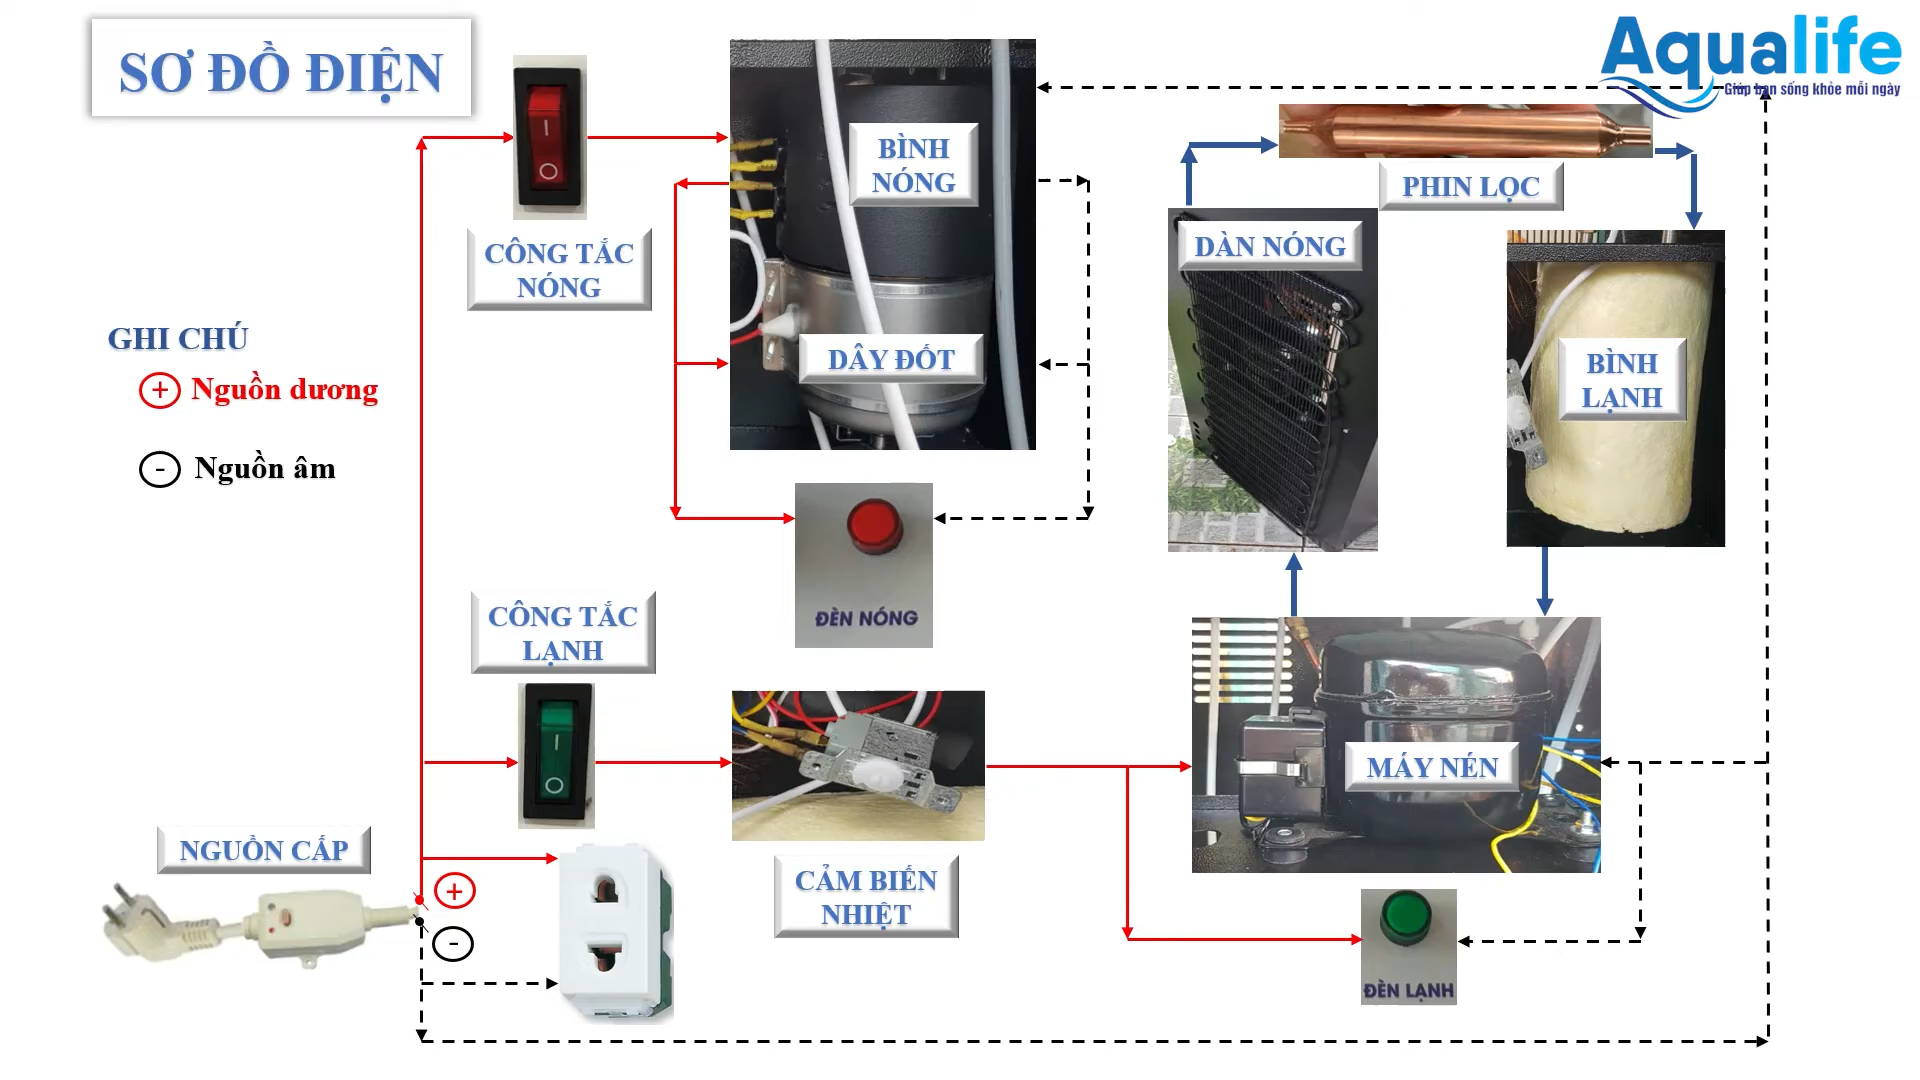 SƠ ĐỒ ĐIỆN
Aqualife
Giúp bạn sống khỏe mỗi ngày
CÔNG TẮC
NÓNG
BÌNH
NÓNG
DÂY ĐỐT
PHIN LỌC
DÀN NÓNG
BÌNH
LẠNH
GHI CHÚ
+ Nguồn dương
- Nguồn âm
ĐÈN NÓNG
CÔNG TẮC
LẠNH
MÁY NÉN
NGUỒN CẤP
+
-
CẢM BIẾN
NHIỆT
ĐÈN LẠNH